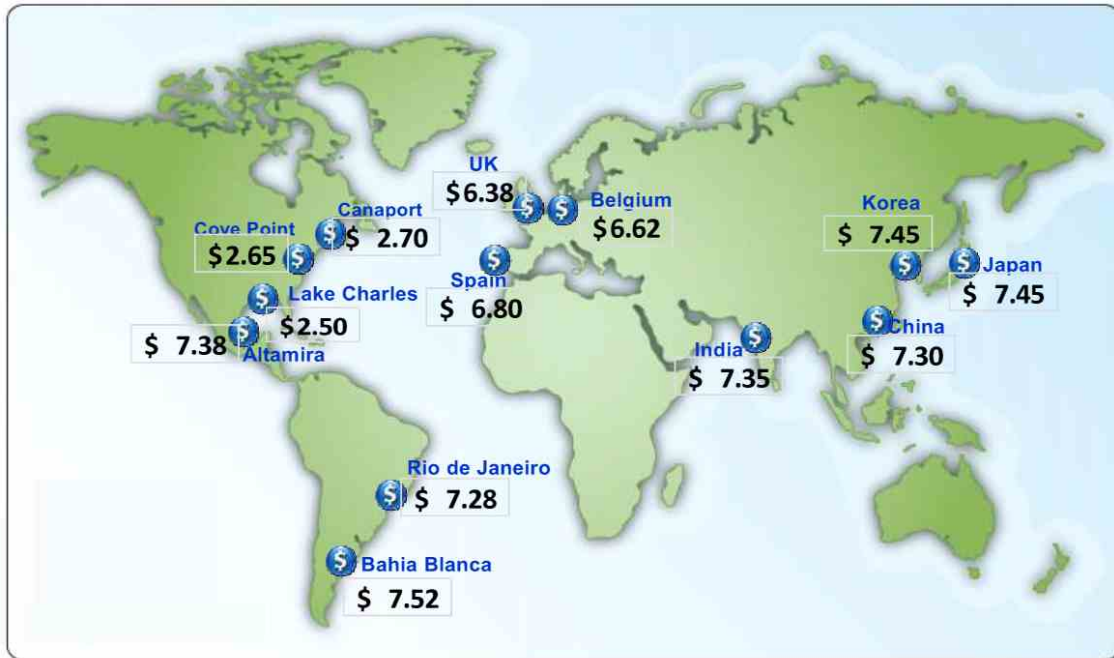 UK
$6.38
Belgium
$6.62
Korea
$ 7.45
Canaport
$ 2.70
Cove Point
$2.65
Japan
$ 7.45
Spain
$ 6.80
Lake Charles
$2.50
China
$ 7.30
$ 7.38
Altamira
India
$ 7.35
Rio de Janeiro
$ 7.28
Bahia Blanca
$ 7.52